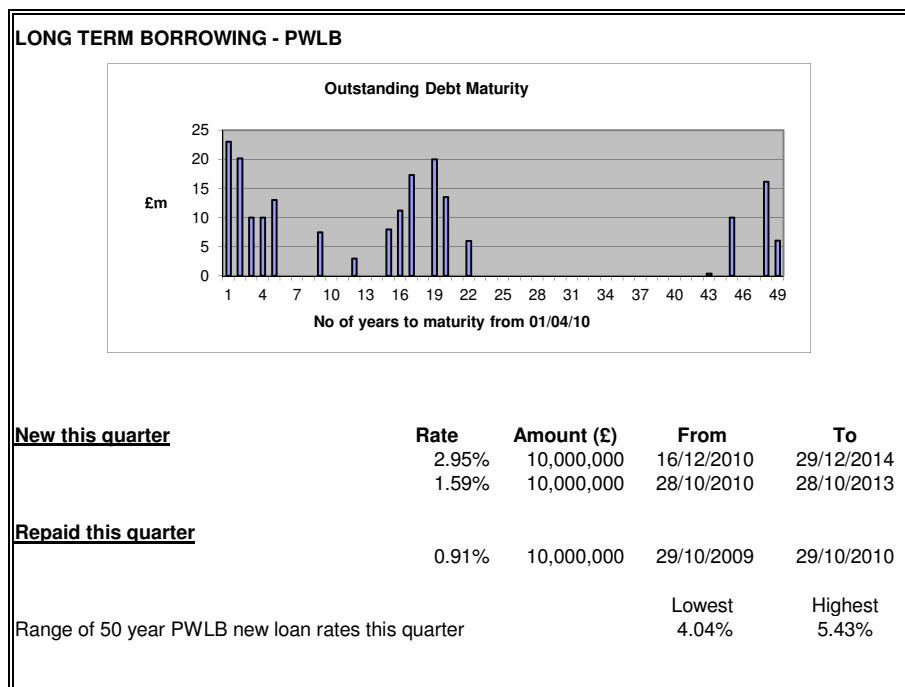 LONG TERM BORROWING - PWLB
Outstanding Debt Maturity
25
20
15
10
5
0
£m
1 4 7 10 13 16 19 22 25 28 31 34 37 40 43 46 49
No of years to maturity from 01/04/10
New this quarter Rate Amount (£) From To
2.95% 10,000,000 16/12/2010 29/12/2014
1.59% 10,000,000 28/10/2010 28/10/2013
Repaid this quarter
0.91% 10,000,000 29/10/2009 29/10/2010
Lowest Highest
Range of 50 year PWLB new loan rates this quarter 4.04% 5.43%